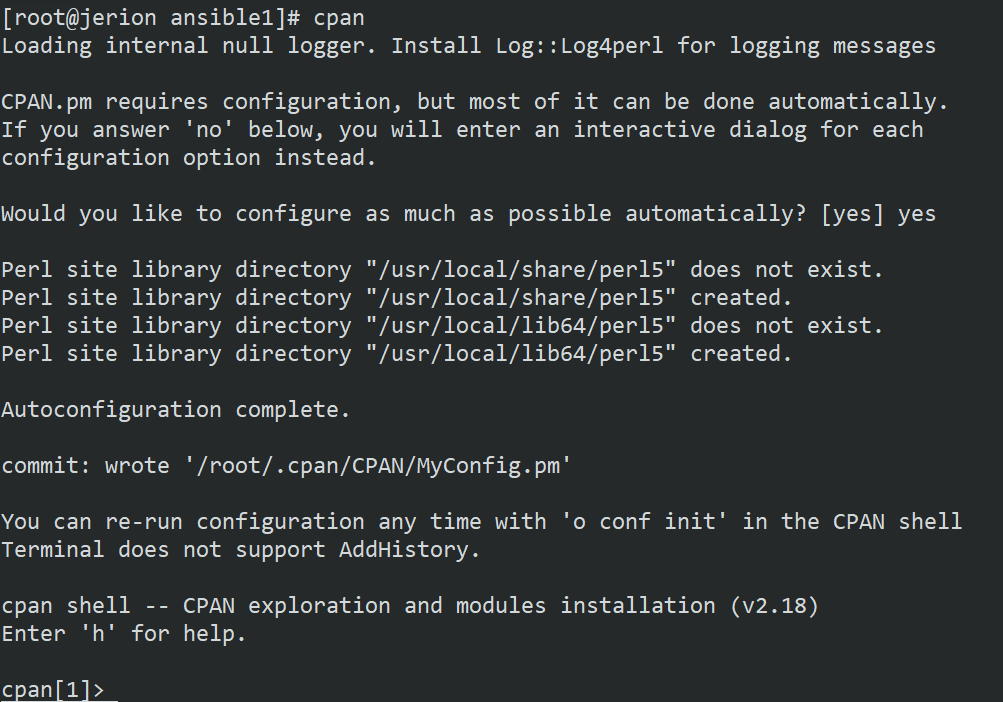 [root@jerion ansible1]# cpan
Loading internal null logger. Install Log::Log4perl for logging messages
CPAN.pm requires configuration, but most of it can be done automatically.
If you answer 'no' below, you will enter an interactive dialog for each
configuration option instead.
Would you like to configure as much as possible automatically? [yes] yes
Perl site library directory "/usr/local/share/perl5" does not exist.
Perl site library directory "/usr/local/share/perl5" created.
Perl site library directory "/usr/local/lib64/perl5" does not exist.
Perl site library directory "/usr/local/lib64/perl5" created.
Autoconfiguration complete.
commit: wrote '/root/.cpan/CPAN/MyConfig.pm'
You can re-run configuration any time with 'o conf init' in the CPAN shell
Terminal does not support AddHistory.
cpan shell -- CPAN exploration and modules installation (v2.18)
Enter 'h' for help.
cpan[1]>